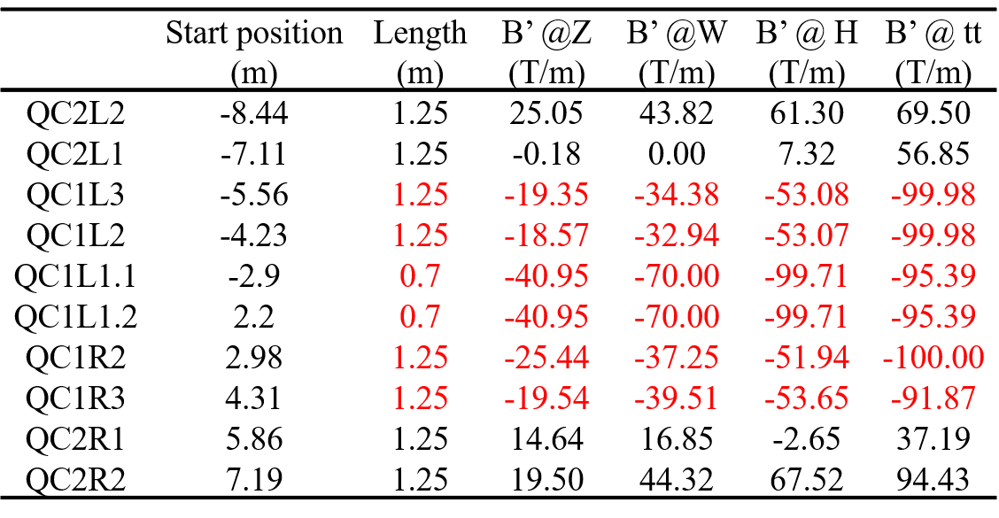 Start position Length B’ @Z B’ @W B’ @ H B’ @ tt
(m) (m) (T/m) (T/m) (T/m) (T/m)
QC2L2 -8.44 1.25 25.05 43.82 61.30 69.50
QC2L1 -7.11 1.25 -0.18 0.00 7.32 56.85
QC1L3 -5.56 1.25 -19.35 -34.38 -53.08 -99.98
QC1L2 -4.23 1.25 -18.57 -32.94 -53.07 -99.98
QC1L1.1 -2.9 0.7 -40.95 -70.00 -99.71 -95.39
QC1L1.2 2.2 0.7 -40.95 -70.00 -99.71 -95.39
QC1R2 2.98 1.25 -25.44 -37.25 -51.94 -100.00
QC1R3 4.31 1.25 -19.54 -39.51 -53.65 -91.87
QC2R1 5.86 1.25 14.64 16.85 -2.65 37.19
QC2R2 7.19 1.25 19.50 44.32 67.52 94.43